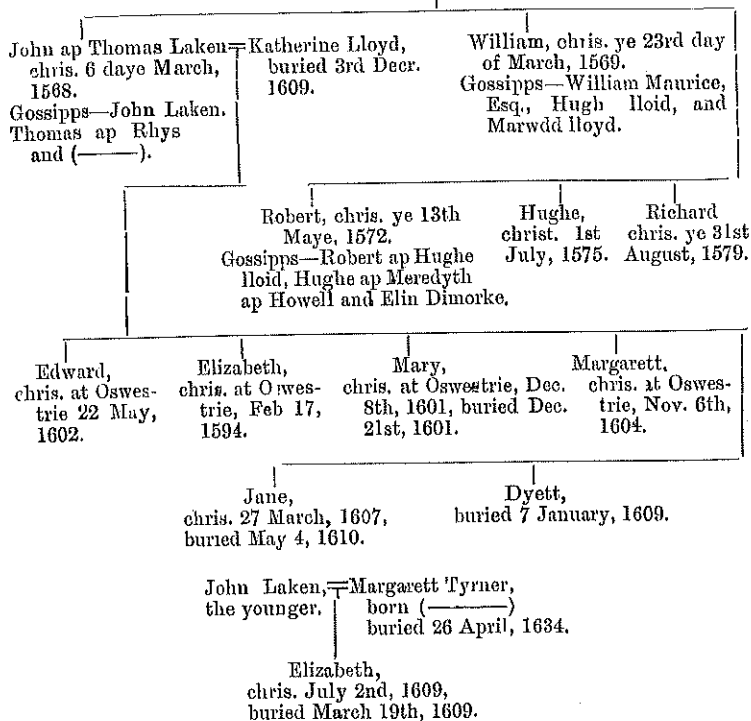 John ap Thomas Laken
chris. 6 daye March,
1568.
Gossipps—John Laken.
Thomas ap Rhys
and (———).
Katherine Lloyd,
buried 3rd Decr.
1609.
William, chris. ye 23rd day
of March, 1569.
Gossipps—William Maurice,
Esq., Hugh lloid, and
Marwdd lloyd.
Robert, chris. ye 13th
Maye, 1572.
Gossipps—Robert ap Hughe
lloid, Hughe ap Meredyth
ap Howell and Elin Dimorke.
Hughe,
christ. 1st
July, 1575.
Richard
chris. ye 31st
August, 1579.
Edward,
chris. at Oswes-
trie 22 May,
1602.
Elizabeth,
chris. at Oswes-
trie, Feb 17,
1594.
Mary,
chris. at Oswestrie, Dec.
8th, 1601, buried Dec.
21st, 1601.
Margarett,
chris. at Oswes-
trie, Nov. 6th,
1604.
Jane,
chris. 27 March, 1607,
buried May 4, 1610.
Dyett,
buried 7 January, 1609.
John Laken,
the younger.
Margarett Tyrner,
born (———)
buried 26 April, 1634.
Elizabeth,
chris. July 2nd, 1609,
buried March 19th, 1609.